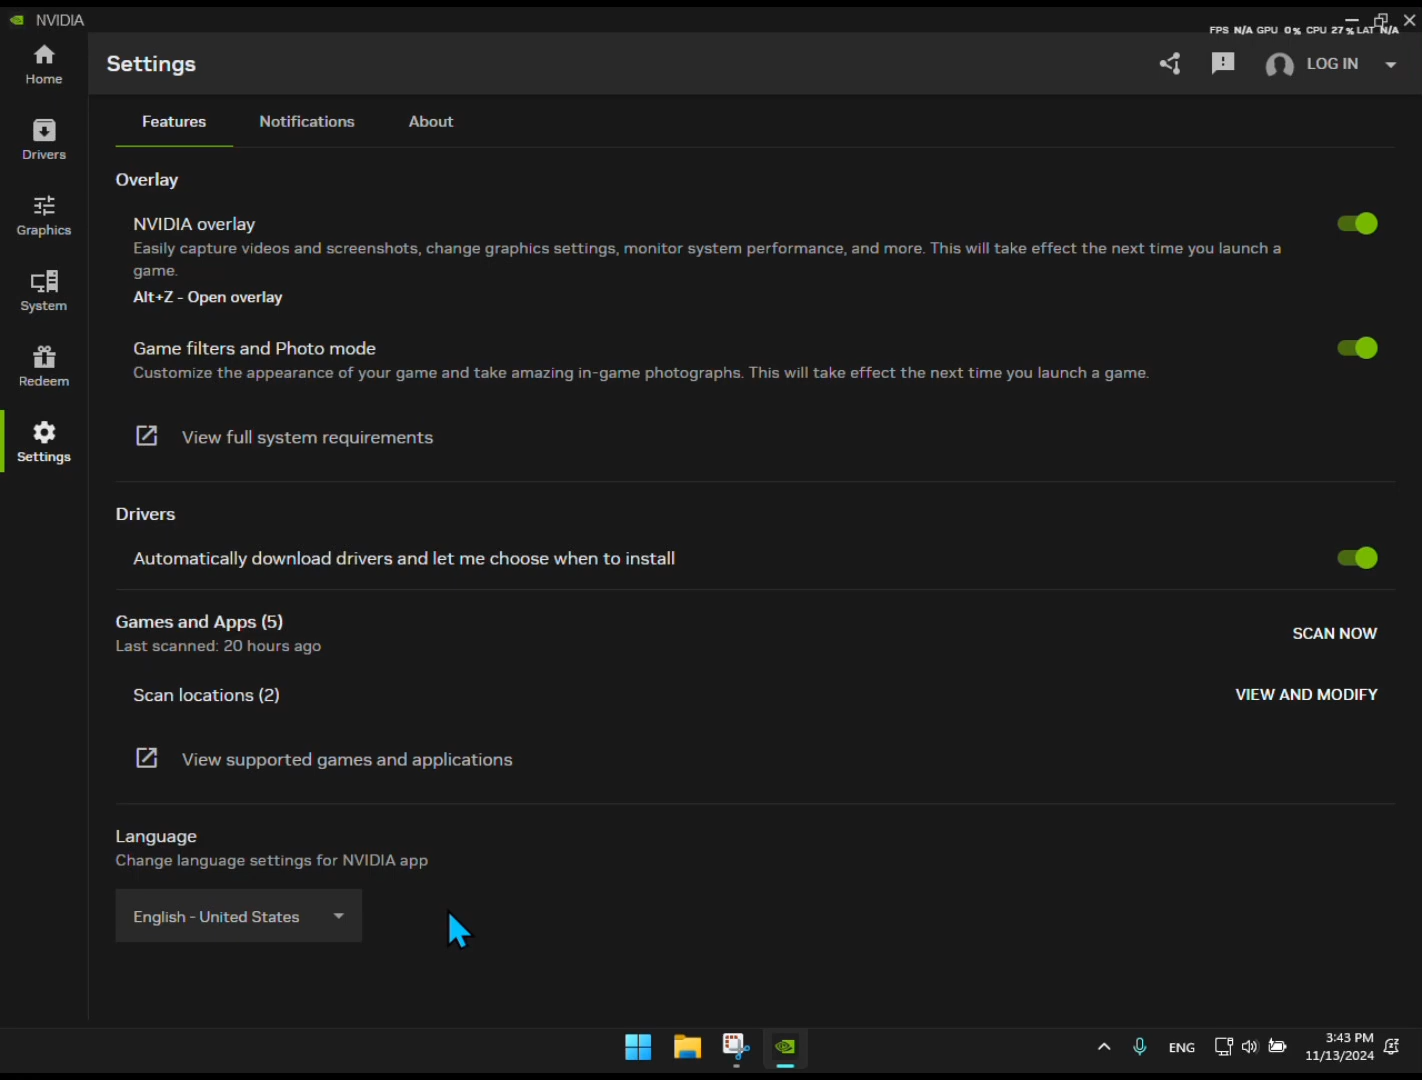 NVIDIA
FPS N/A GPU 0% CPU 27% LAT N/A
Home
Settings
LOG IN
Features
Notifications
About
Drivers
Overlay
Graphics
NVIDIA overlay
Easily capture videos and screenshots, change graphics settings, monitor system performance, and more. This will take effect the next time you launch a
game.
Alt+Z - Open overlay
System
Game filters and Photo mode
Customize the appearance of your game and take amazing in-game photographs. This will take effect the next time you launch a game.
Redeem
View full system requirements
Settings
Drivers
Automatically download drivers and let me choose when to install
Games and Apps (5)
Last scanned: 20 hours ago
SCAN NOW
Scan locations (2)
VIEW AND MODIFY
View supported games and applications
Language
Change language settings for NVIDIA app
English - United States
ENG
3:43 PM
11/13/2024